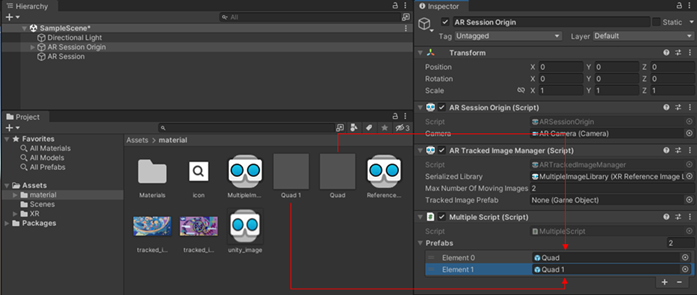 Hierarchy
All
SampleScene*
Directional Light
AR Session Origin
AR Session
Project
3
Favorites
All Materials
All Models
All Prefabs
Assets
material
Scenes
XR
Packages
Assets > material
Materials
icon
MultipleIm...
Quad 1
Quad
Reference...
tracked_i...
tracked_i...
unity_image
Inspector
AR Session Origin
Static
Tag Untagged Layer Default
Transform
Position X 0 Y 0 Z 0
Rotation X 0 Y 0 Z 0
Scale X 1 Y 1 Z 1
AR Session Origin (Script)
Script ARSessionOrigin
Camera AR Camera (Camera)
AR Tracked Image Manager (Script)
Script ARTrackedImageManager
Serialized Library MultipleImageLibrary (XR Reference Image L
Max Number Of Moving Images 2
Tracked Image Prefab None (Game Object)
Multiple Script (Script)
Script MultipleScript
Prefabs 2
Element 0 Quad
Element 1 Quad 1
+ −